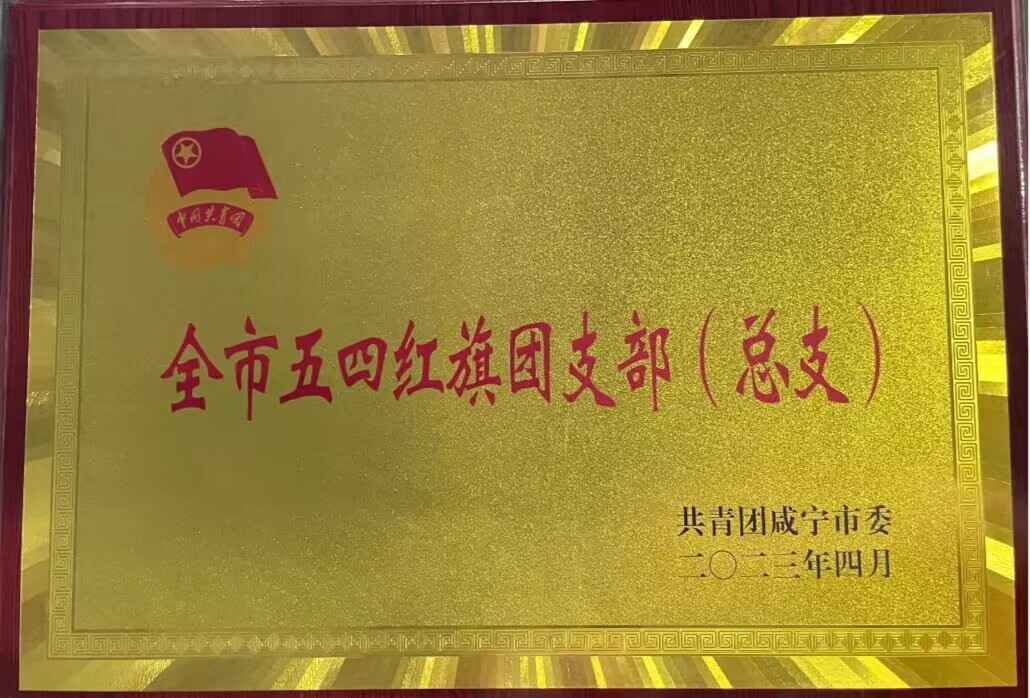 中国共青团
全市五四红旗团支部（总支）
共青团咸宁市委
二〇二三年四月